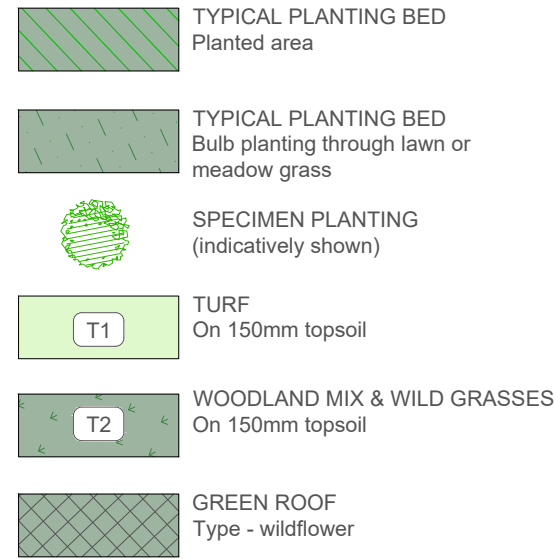 TYPICAL PLANTING BED
Planted area
TYPICAL PLANTING BED
Bulb planting through lawn or
meadow grass
SPECIMEN PLANTING
(indicatively shown)
T1
TURF
On 150mm topsoil
T2
WOODLAND MIX & WILD GRASSES
On 150mm topsoil
GREEN ROOF
Type - wildflower